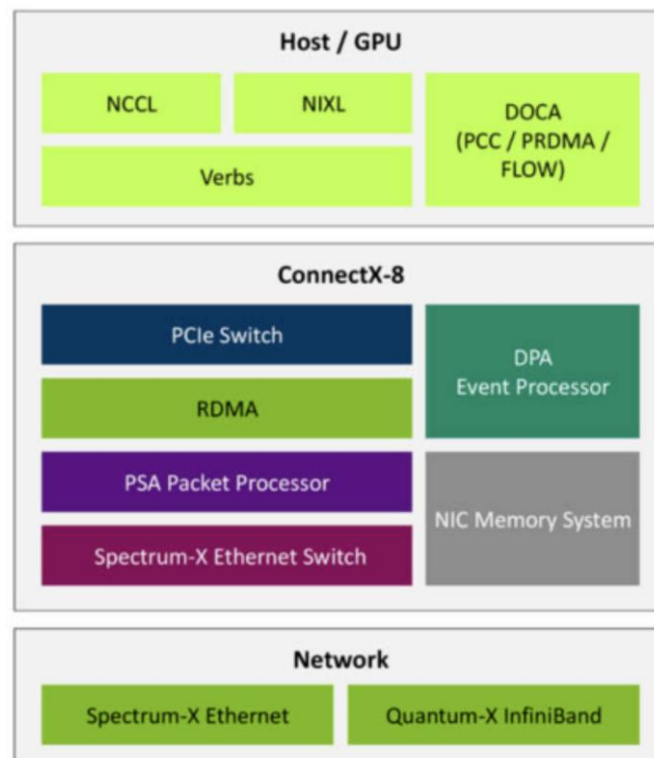 Host / GPU
NCCL
NIXL
DOCA
(PCC / PRDMA /
FLOW)
Verbs
ConnectX-8
PCIe Switch
DPA
Event Processor
RDMA
PSA Packet Processor
NIC Memory System
Spectrum-X Ethernet Switch
Network
Spectrum-X Ethernet
Quantum-X InfiniBand